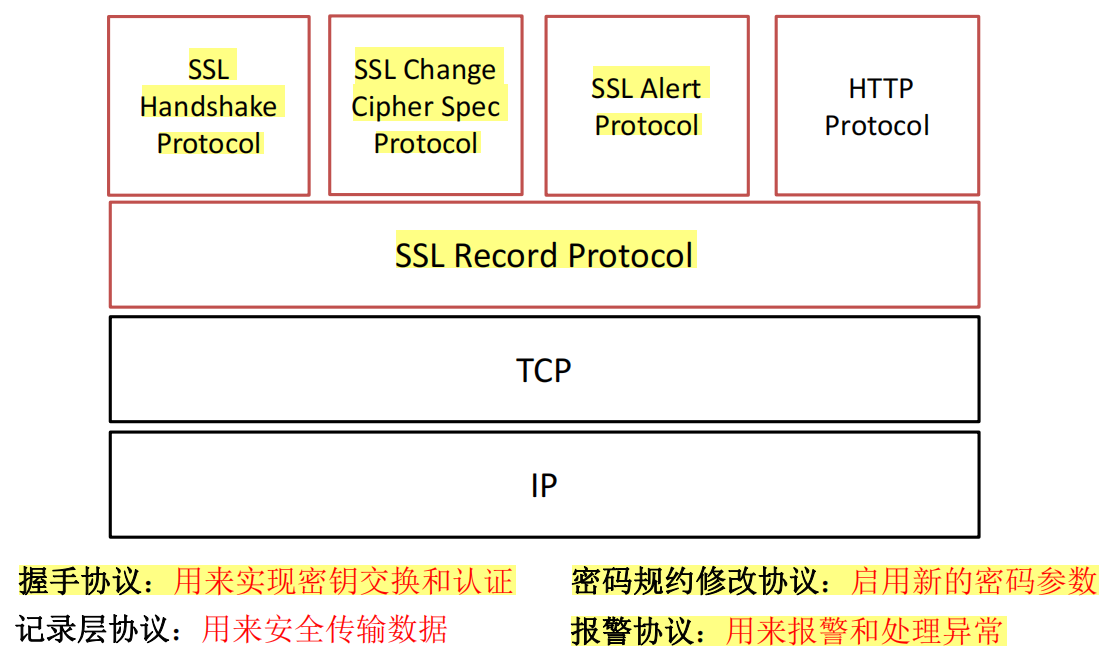 SSL
Handshake
Protocol
SSL Change
Cipher Spec
Protocol
SSL Alert
Protocol
HTTP
Protocol
SSL Record Protocol
TCP
IP
握手协议：用来实现密钥交换和认证
密码规约修改协议：启用新的密码参数
记录层协议：用来安全传输数据
报警协议：用来报警和处理异常